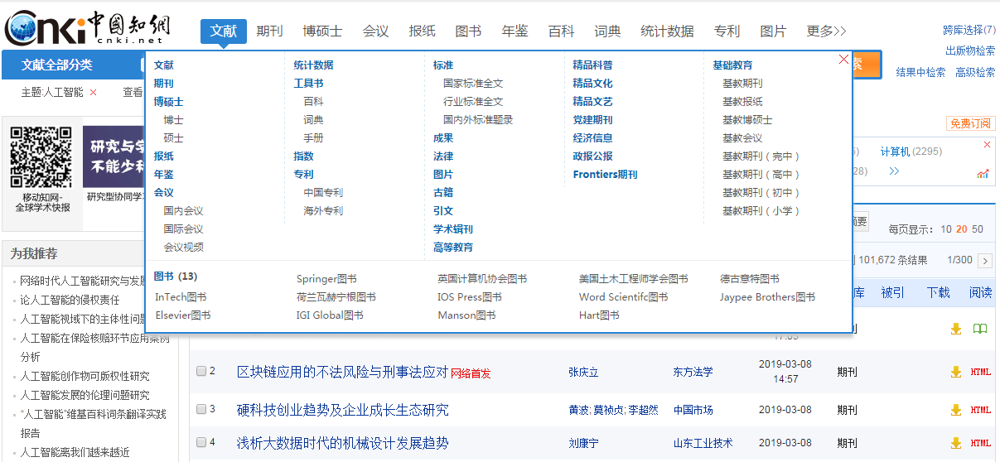 Cnki 中國知網
cnki.net
文献 期刊 博硕士 会议 报纸 图书 年鉴 百科 词典 统计数据 专利 图片 更多>>
跨库选择(7)
出版物检索
结果中检索 高级检索
文献全部分类
主题:人工智能 × 查看
文献
期刊
博硕士
博士
硕士
报纸
年鉴
会议
国内会议
国际会议
会议视频
统计数据
工具书
百科
词典
手册
指数
专利
中国专利
海外专利
标准
国家标准全文
行业标准全文
国内外标准题录
成果
法律
图片
古籍
引文
学术辑刊
高等教育
精品科普
精品文化
精品文艺
党建期刊
经济信息
政报公报
Frontiers期刊
基础教育
基教期刊
基教报纸
基教博硕士
基教会议
基教期刊（完中）
基教期刊（高中）
基教期刊（初中）
基教期刊（小学）
图书 (13) Springer图书 英国计算机协会图书 美国土木工程师学会图书 德古意特图书
InTech图书 荷兰瓦赫宁根图书 IOS Press图书 Word Scientifc图书 Jaypee Brothers图书
Elsevier图书 IGI Global图书 Manson图书 Hart图书
免费订阅
计算机 (2295)
28) >>
摘要
每页显示: 10 20 50
101,672 条结果 1/300 >
库 被引 下载 阅读
研究与学
不能少
移动知网-
全球学术快报
研究型协同学
为我推荐
网络时代人工智能研究与发展
论人工智能的侵权责任
人工智能视域下的主体性问题
人工智能在保险核赔环节应用案例
分析
人工智能创作物可版权性研究
人工智能发展的伦理问题研究
“人工智能”维基百科词条翻译实践
报告
人工智能离我们越来越近
2 区块链应用的不法风险与刑事法应对 网络首发 张庆立 东方法学 2019-03-08 14:57 期刊 HTML
3 硬科技创业趋势及企业成长生态研究 黄波; 莫祯贞; 李超然 中国市场 2019-03-08 期刊 HTML
4 浅析大数据时代的机械设计发展趋势 刘康宁 山东工业技术 2019-03-08 期刊 HTML